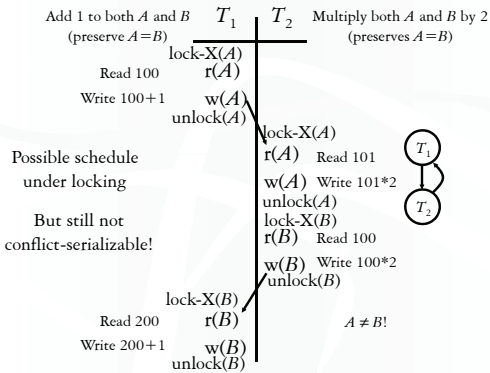 Add 1 to both A and B
(preserve A=B)
T1
T2
Multiply both A and B by 2
(preserves A=B)
lock-X(A)
Read 100
r(A)
Write 100+1
w(A)
unlock(A)
lock-X(A)
r(A)
Read 101
w(A)
Write 101*2
unlock(A)
lock-X(B)
r(B)
Read 100
w(B)
Write 100*2
unlock(B)
T1
T2
Possible schedule
under locking
But still not
conflict-serializable!
lock-X(B)
Read 200
r(B)
A ≠ B!
Write 200+1
w(B)
unlock(B)